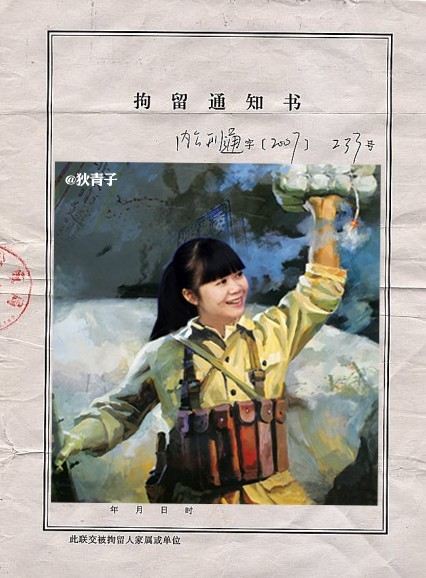 拘留通知书
内公刑通字（2007）233号
@狄青子
年 月 日 时
此联交被拘留人家属或单位